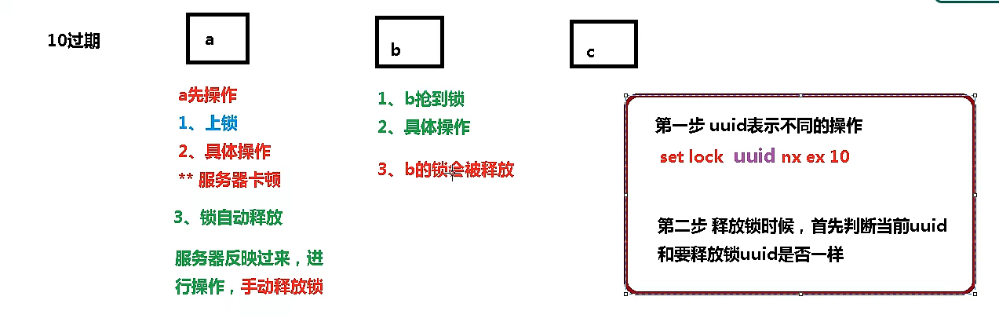 10过期
a
b
c
a先操作
1、上锁
2、具体操作
** 服务器卡顿
3、锁自动释放
服务器反映过来，进
行操作，手动释放锁
1、b抢到锁
2、具体操作
3、b的锁会被释放
第一步 uuid表示不同的操作
set lock uuid nx ex 10
第二步 释放锁时候，首先判断当前uuid
和要释放锁uuid是否一样